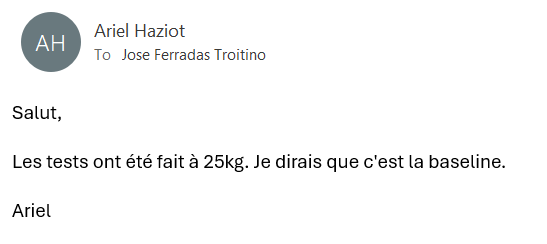 AH
Ariel Haziot
To Jose Ferradas Troitino
Salut,
Les tests ont été fait à 25kg. Je dirais que c'est la baseline.
Ariel